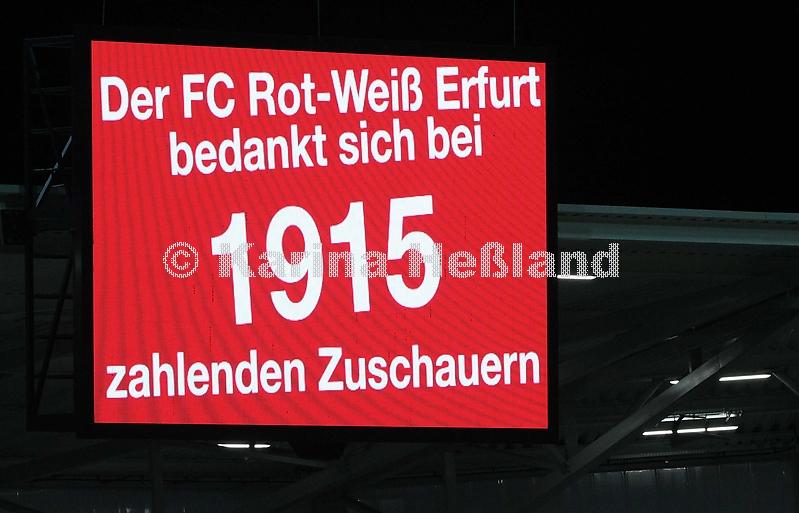 Der FC Rot-Weiß Erfurt
bedankt sich bei
1915
© Karina Heßland
zahlenden Zuschauern